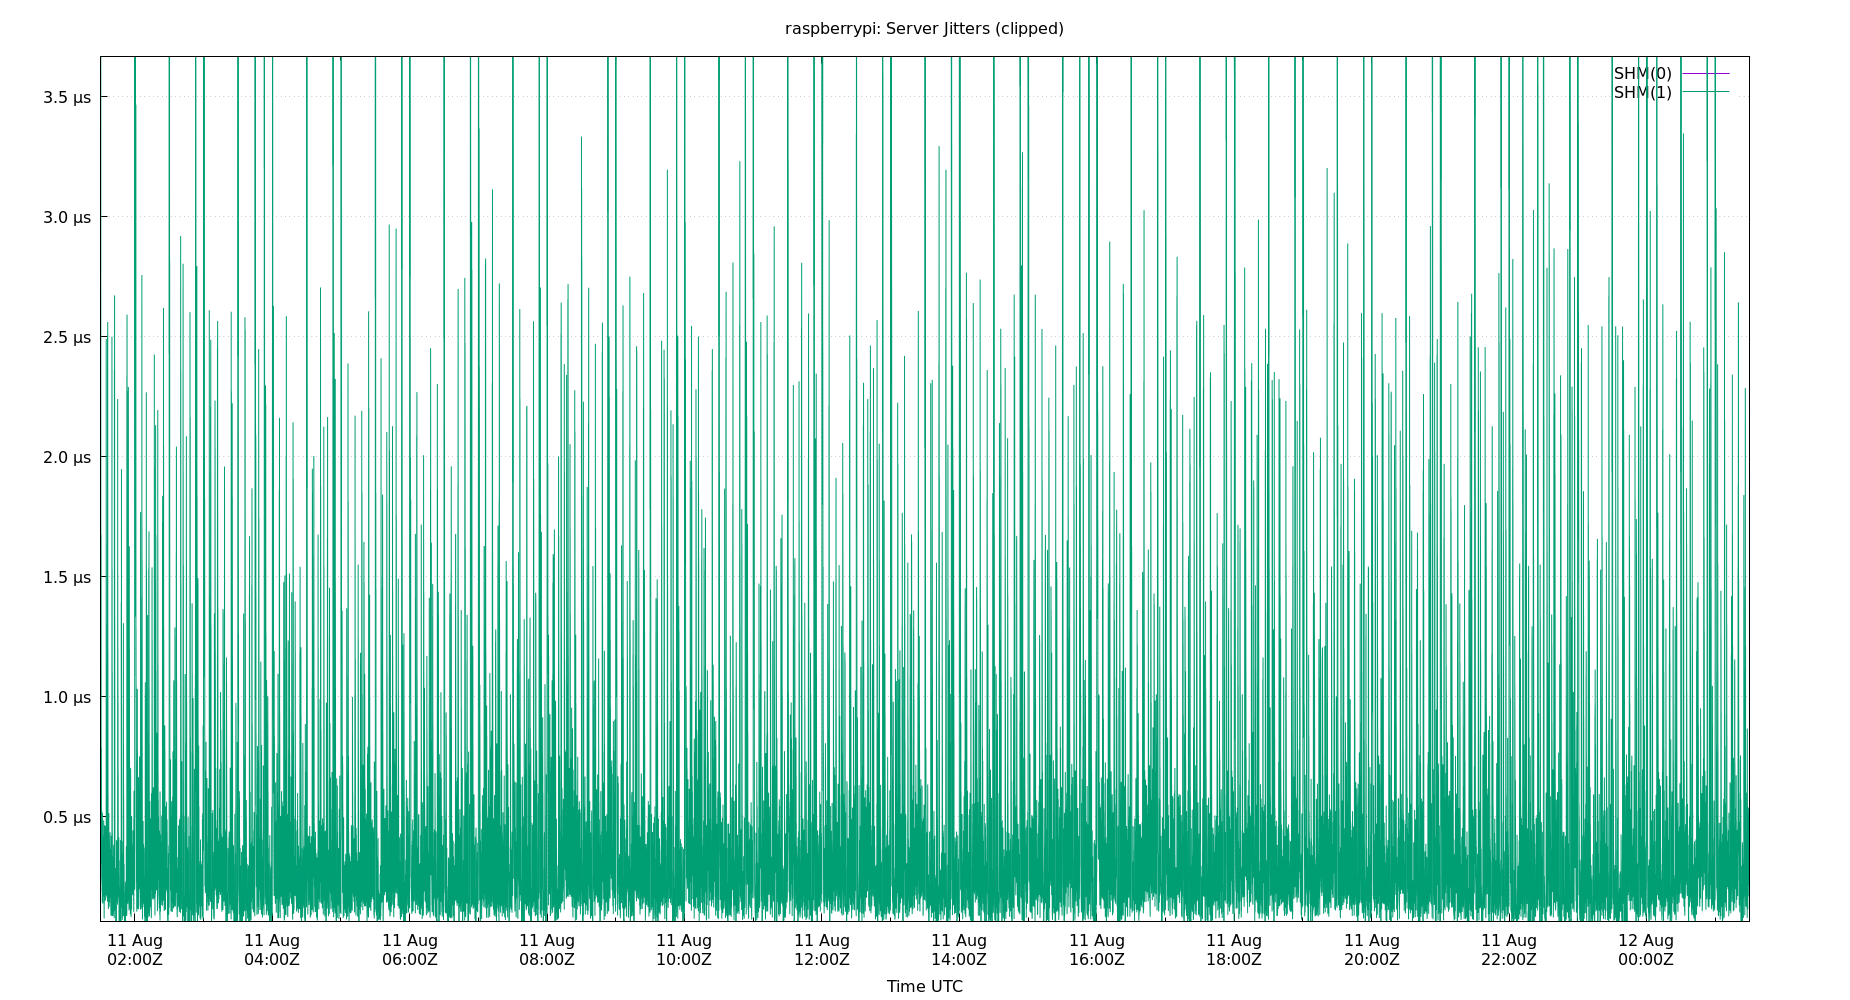 raspberrypi: Server Jitters (clipped)
SHM(0)
SHM(1)
3.5 µs
3.0 µs
2.5 µs
2.0 µs
1.5 µs
1.0 µs
0.5 µs
11 Aug 11 Aug 11 Aug 11 Aug 11 Aug 11 Aug 11 Aug 11 Aug 11 Aug 11 Aug 11 Aug 12 Aug
02:00Z 04:00Z 06:00Z 08:00Z 10:00Z 12:00Z 14:00Z 16:00Z 18:00Z 20:00Z 22:00Z 00:00Z
Time UTC